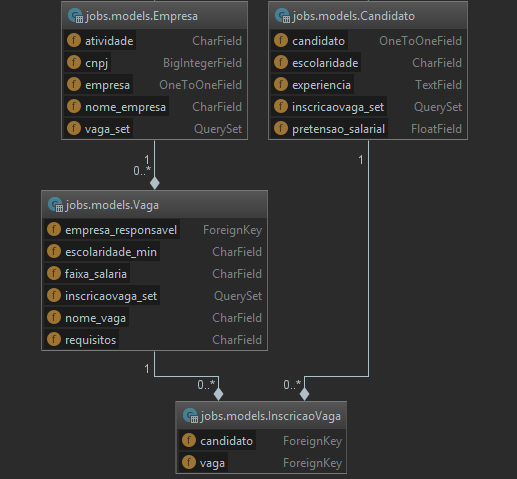 jobs.models.Empresa
f atividade CharField
f cnpj BigIntegerField
f empresa OneToOneField
f nome_empresa CharField
f vaga_set QuerySet
jobs.models.Candidato
f candidato OneToOneField
f escolaridade CharField
f experiencia TextField
f inscricaovaga_set QuerySet
f pretensao_salarial FloatField
1
0..*
1
jobs.models.Vaga
f empresa_responsavel ForeignKey
f escolaridade_min CharField
f faixa_salaria CharField
f inscricaovaga_set QuerySet
f nome_vaga CharField
f requisitos CharField
1
0..*
0..*
jobs.models.InscricaoVaga
f candidato ForeignKey
f vaga ForeignKey